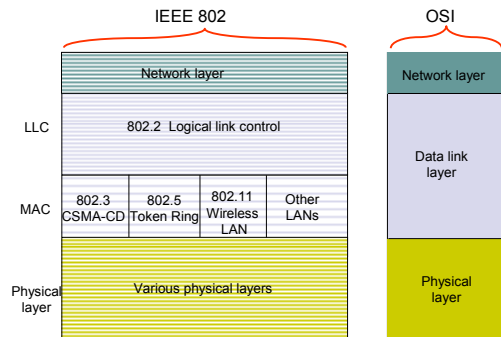 IEEE 802
OSI
Network layer
Network layer
LLC
802.2 Logical link control
Data link
layer
MAC
802.3
CSMA-CD
802.5
Token Ring
802.11
Wireless
LAN
Other
LANs
Physical
layer
Various physical layers
Physical
layer